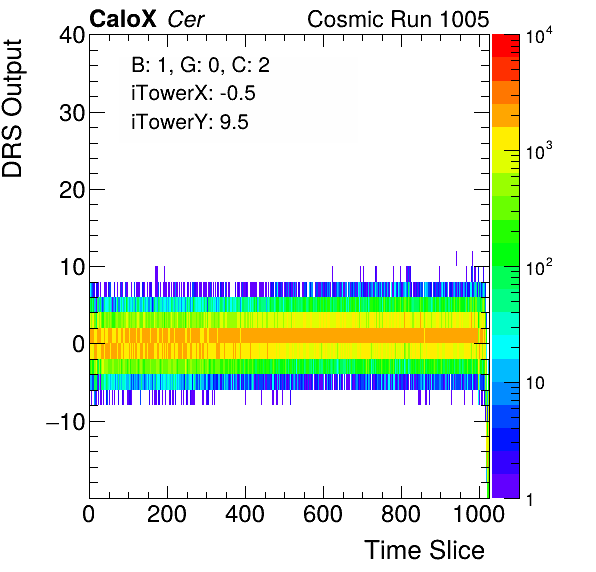 CaloX Cer Cosmic Run 1005
DRS Output
B: 1, G: 0, C: 2
iTowerX: -0.5
iTowerY: 9.5
40
30
20
10
0
−10
0 200 400 600 800 1000
Time Slice
10^4
10^3
10^2
10
1